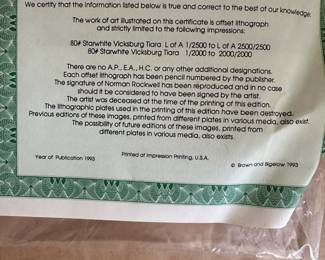 We certify that the information listed below is true and correct to the best of our knowledge.
The work of art illustrated on this certificate is offset lithograph
and strictly limited to the following impressions:
80# Starwhite Vicksburg Tiara L of A 1/2500 to L of A 2500/2500
80# Starwhite Vicksburg Tiara 1/2000 to 2000/2000
There are no A.P., E.A., H.C. or any other additional designations.
Each offset lithograph has been pencil numbered by the publisher.
The signature of Norman Rockwell has been reproduced and in no case
should it be considered to have been signed by the artist.
The artist was deceased at the time of the printing of this edition.
The lithographic plates used in the printing of this edition have been destroyed.
Previous editions of these images, printed from different plates in various media, also exist.
The possibility of future editions of these images, printed from
different plates in various media, also exists.
Year of Publication 1993
Printed at Impression Printing, U.S.A.
© Brown and Bigelow 1993